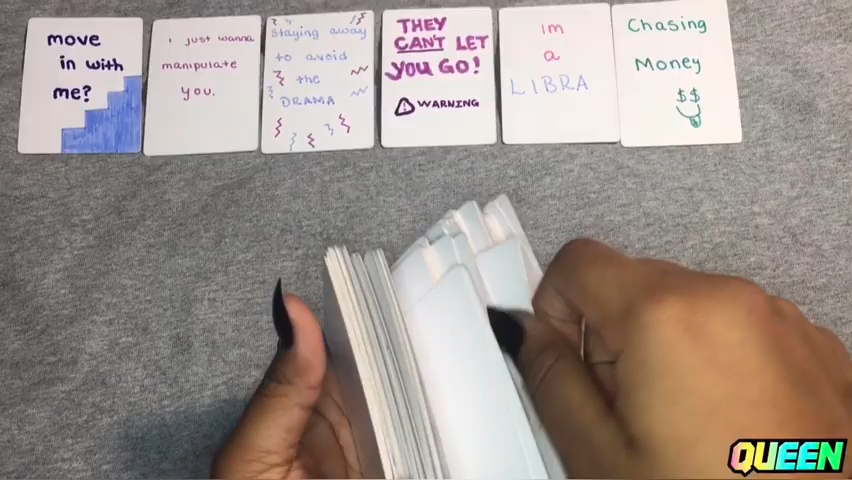 move
in with
me?
i just wanna
manipulate
you.
staying away
to avoid
the
DRAMA
THEY
CAN'T LET
YOU GO!
WARNING
Im
a
LIBRA
Chasing
Money
$$
QUEEN